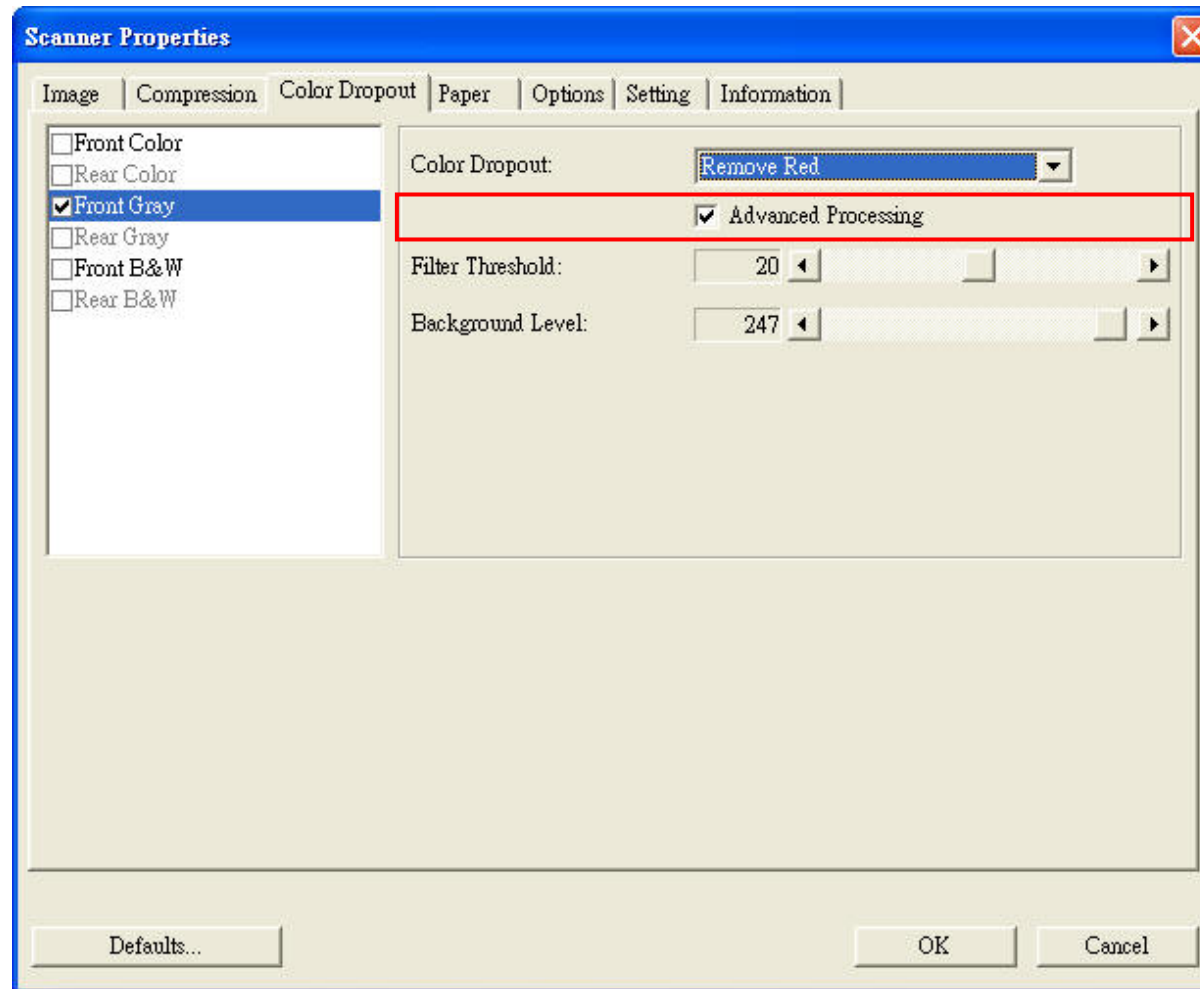 Scanner Properties
Image Compression Color Dropout Paper Options Setting Information
Front Color
Rear Color
Front Gray
Rear Gray
Front B&W
Rear B&W
Color Dropout: Remove Red
Advanced Processing
Filter Threshold: 20
Background Level: 247
Defaults... OK Cancel